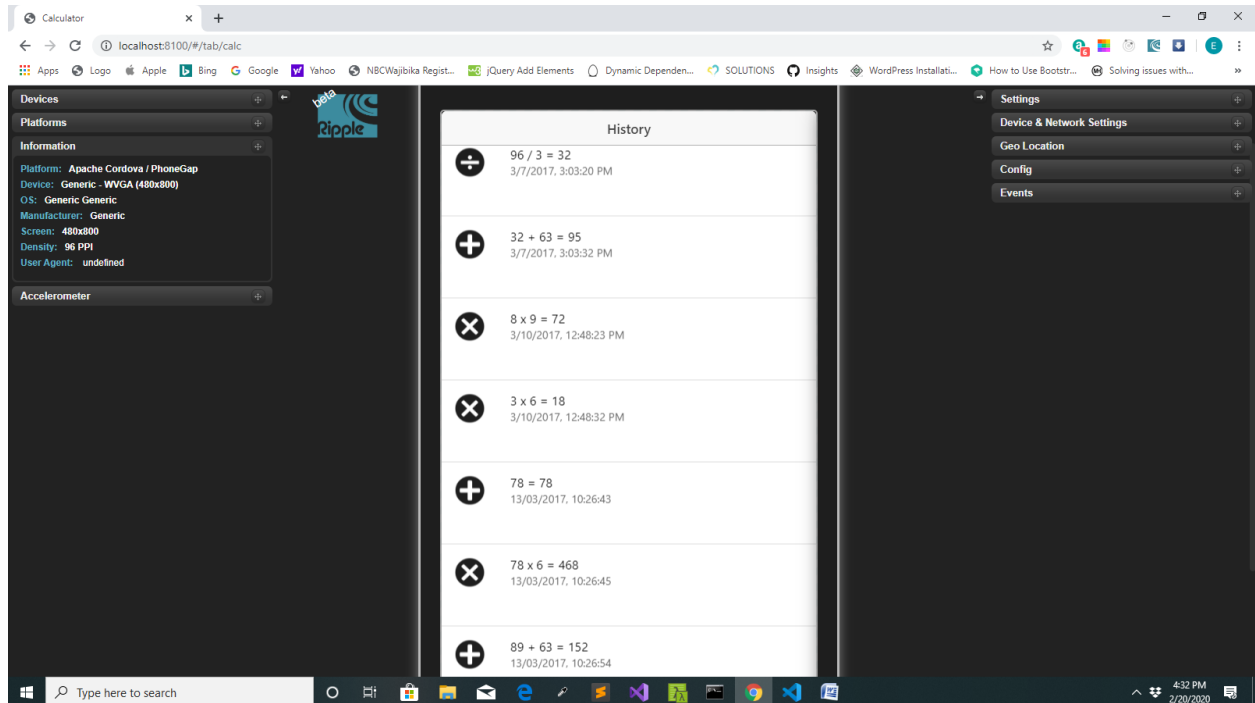 Calculator
localhost:8100/#/tab/calc
Apps Logo Apple Bing Google Yahoo NBCWajibika Regist... jQuery Add Elements Dynamic Dependen... SOLUTIONS Insights WordPress Installati... How to Use Bootstr... Solving issues with... »
Devices
Platforms
Information
Platform: Apache Cordova / PhoneGap
Device: Generic - WVGA (480x800)
OS: Generic Generic
Manufacturer: Generic
Screen: 480x800
Density: 96 PPI
User Agent: undefined
Accelerometer
beta
Ripple
History
96 / 3 = 32
3/7/2017, 3:03:20 PM
32 + 63 = 95
3/7/2017, 3:03:32 PM
8 x 9 = 72
3/10/2017, 12:48:23 PM
3 x 6 = 18
3/10/2017, 12:48:32 PM
78 = 78
13/03/2017, 10:26:43
78 x 6 = 468
13/03/2017, 10:26:45
89 + 63 = 152
13/03/2017, 10:26:54
Settings
Device & Network Settings
Geo Location
Config
Events
Type here to search
4:32 PM
2/20/2020